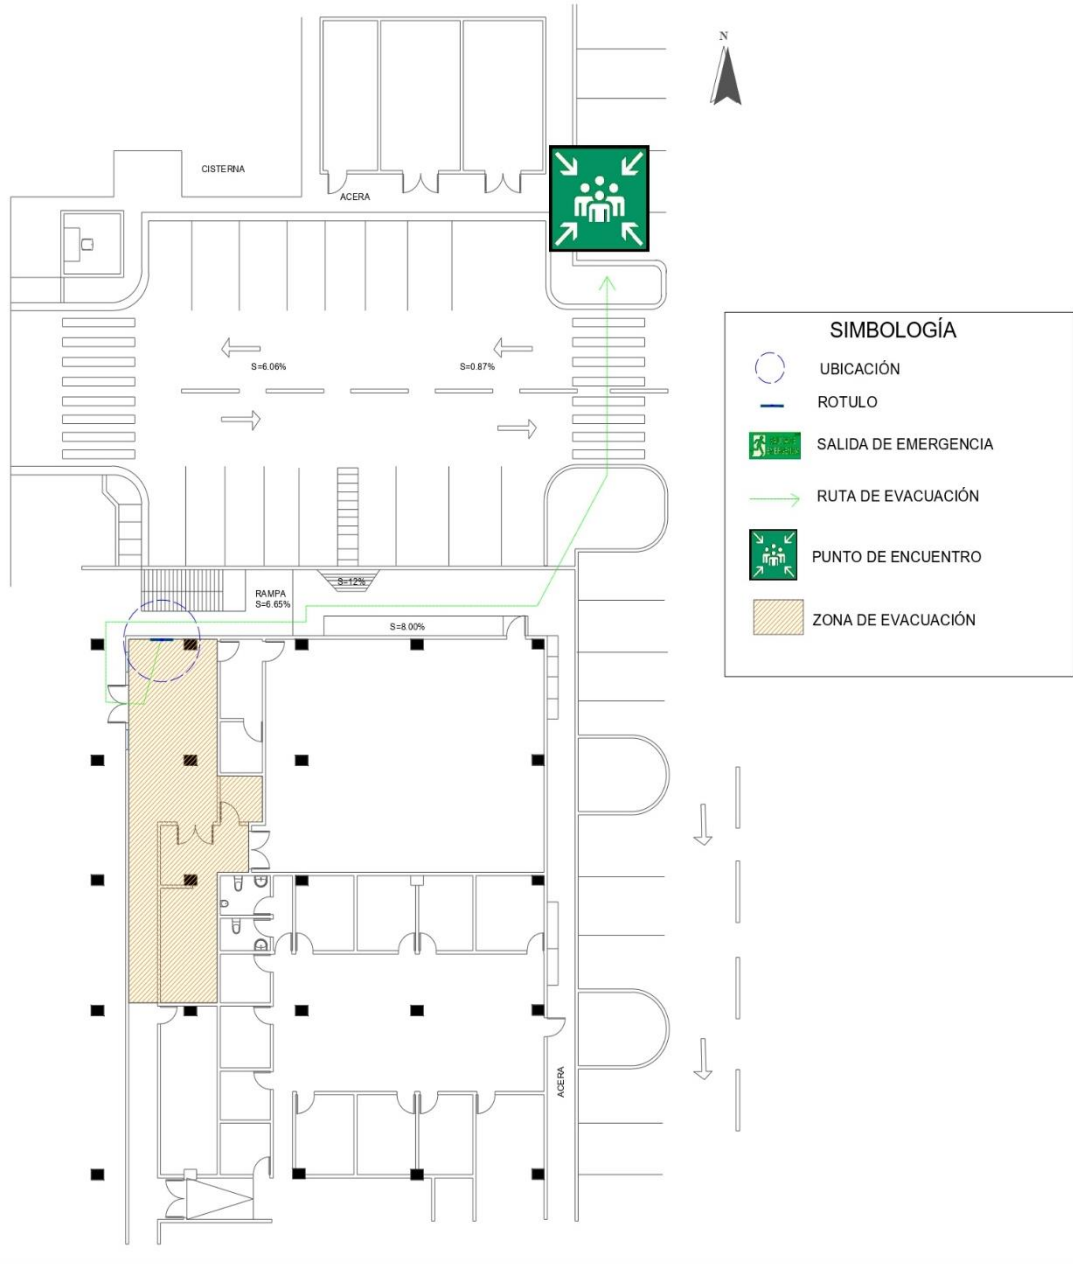 N
CISTERNA
ACERA
S=6.06%
S=0.87%
SIMBOLOGÍA
UBICACIÓN
ROTULO
SALIDA DE EMERGENCIA
RUTA DE EVACUACIÓN
PUNTO DE ENCUENTRO
ZONA DE EVACUACIÓN
S=12%
RAMPA
S=6.65%
S=8.00%
ACERA